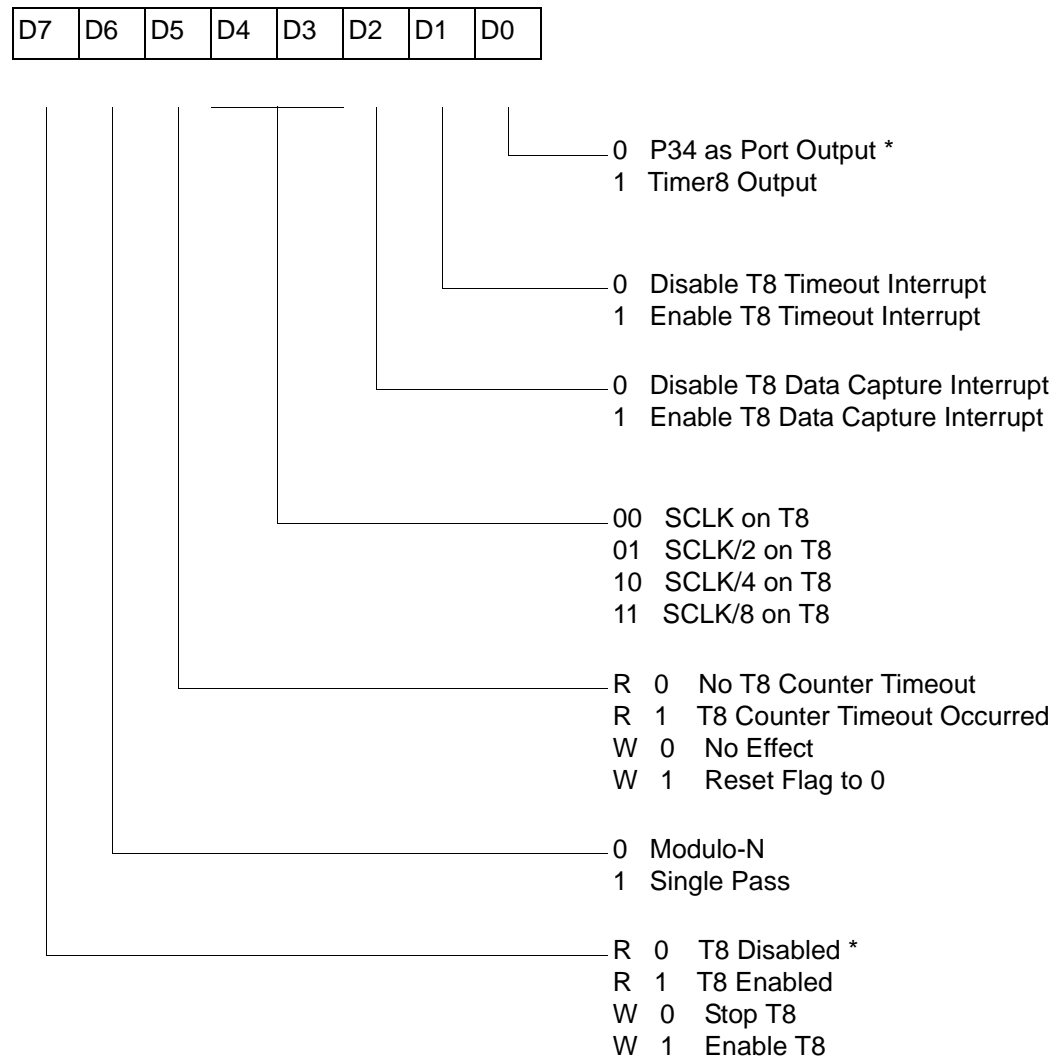 D7 D6 D5 D4 D3 D2 D1 D0
0 P34 as Port Output *
1 Timer8 Output
0 Disable T8 Timeout Interrupt
1 Enable T8 Timeout Interrupt
0 Disable T8 Data Capture Interrupt
1 Enable T8 Data Capture Interrupt
00 SCLK on T8
01 SCLK/2 on T8
10 SCLK/4 on T8
11 SCLK/8 on T8
R 0 No T8 Counter Timeout
R 1 T8 Counter Timeout Occurred
W 0 No Effect
W 1 Reset Flag to 0
0 Modulo-N
1 Single Pass
R 0 T8 Disabled *
R 1 T8 Enabled
W 0 Stop T8
W 1 Enable T8